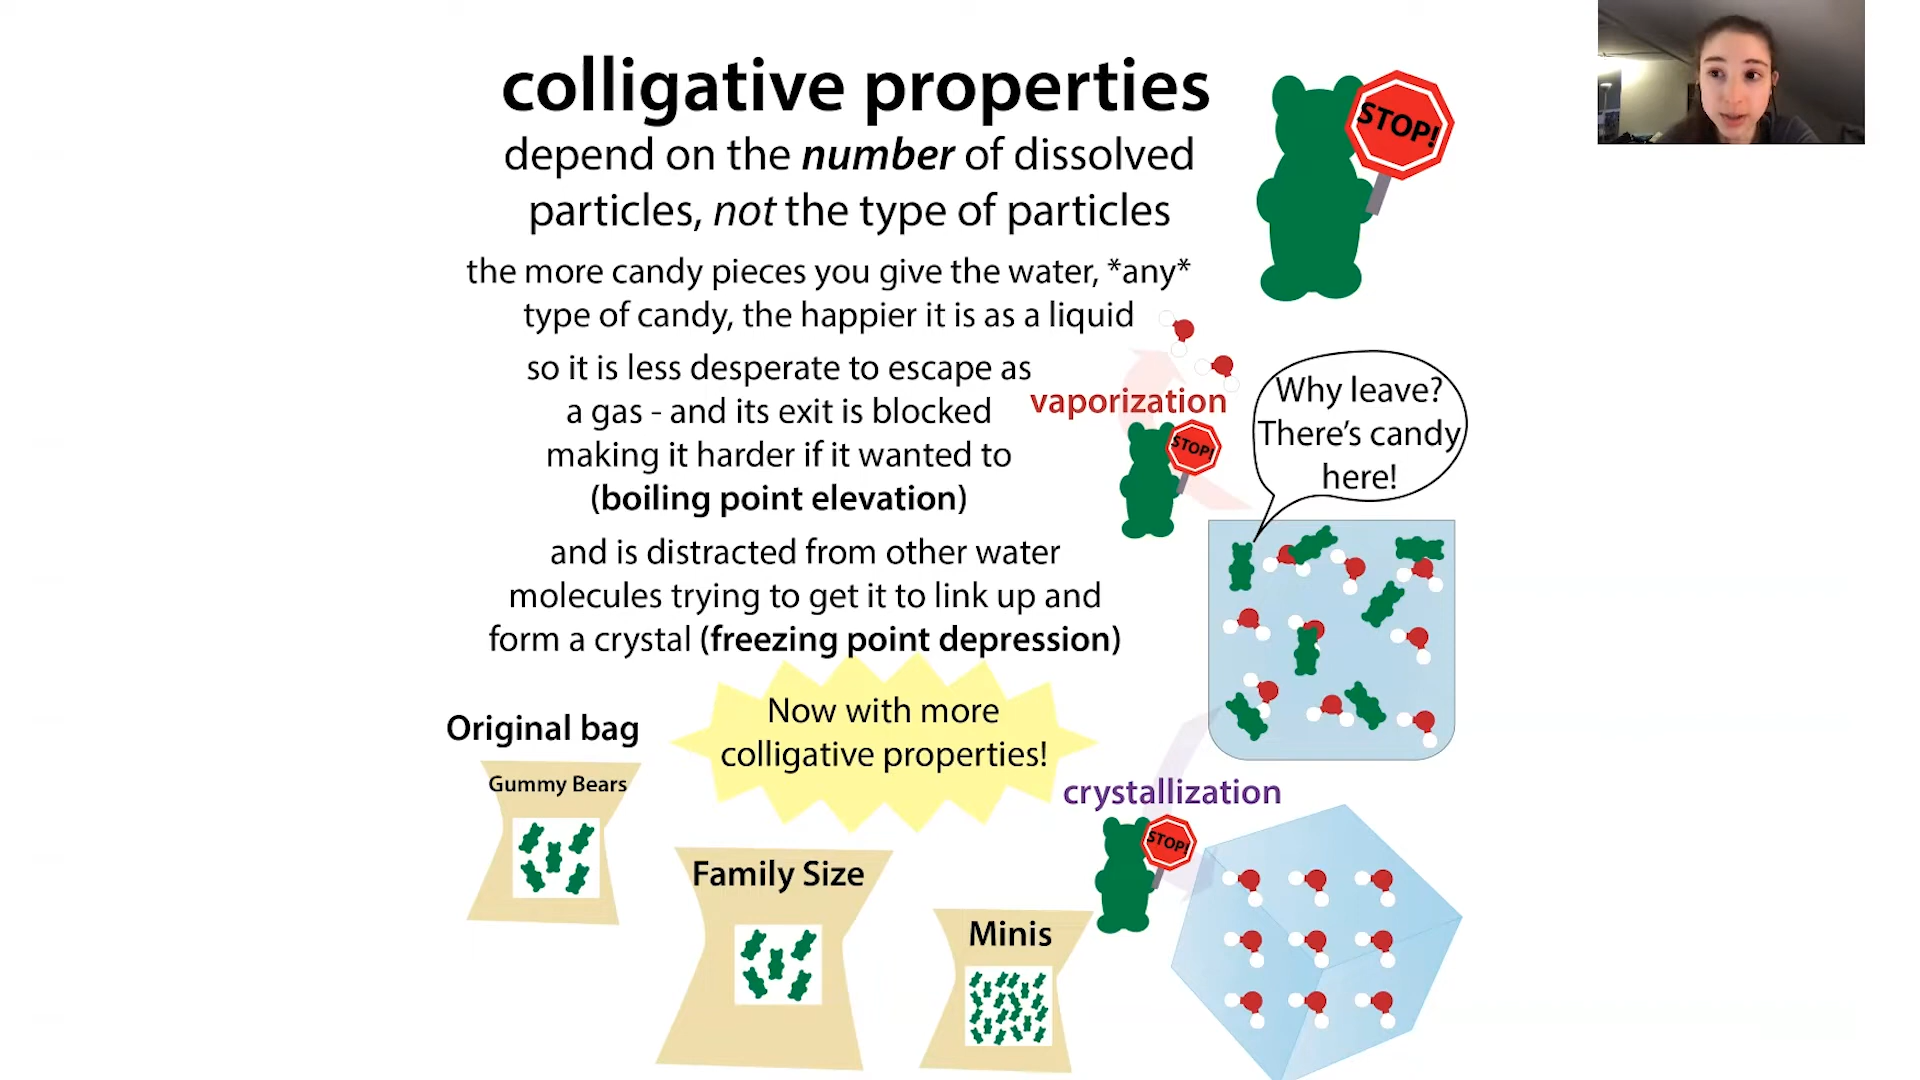 colligative properties
depend on the number of dissolved
particles, not the type of particles
STOP!
the more candy pieces you give the water, *any*
type of candy, the happier it is as a liquid
so it is less desperate to escape as
a gas - and its exit is blocked
making it harder if it wanted to
(boiling point elevation)
vaporization
STOP!
Why leave?
There's candy
here!
and is distracted from other water
molecules trying to get it to link up and
form a crystal (freezing point depression)
Now with more
colligative properties!
Original bag
Gummy Bears
Family Size
Minis
crystallization
STOP!